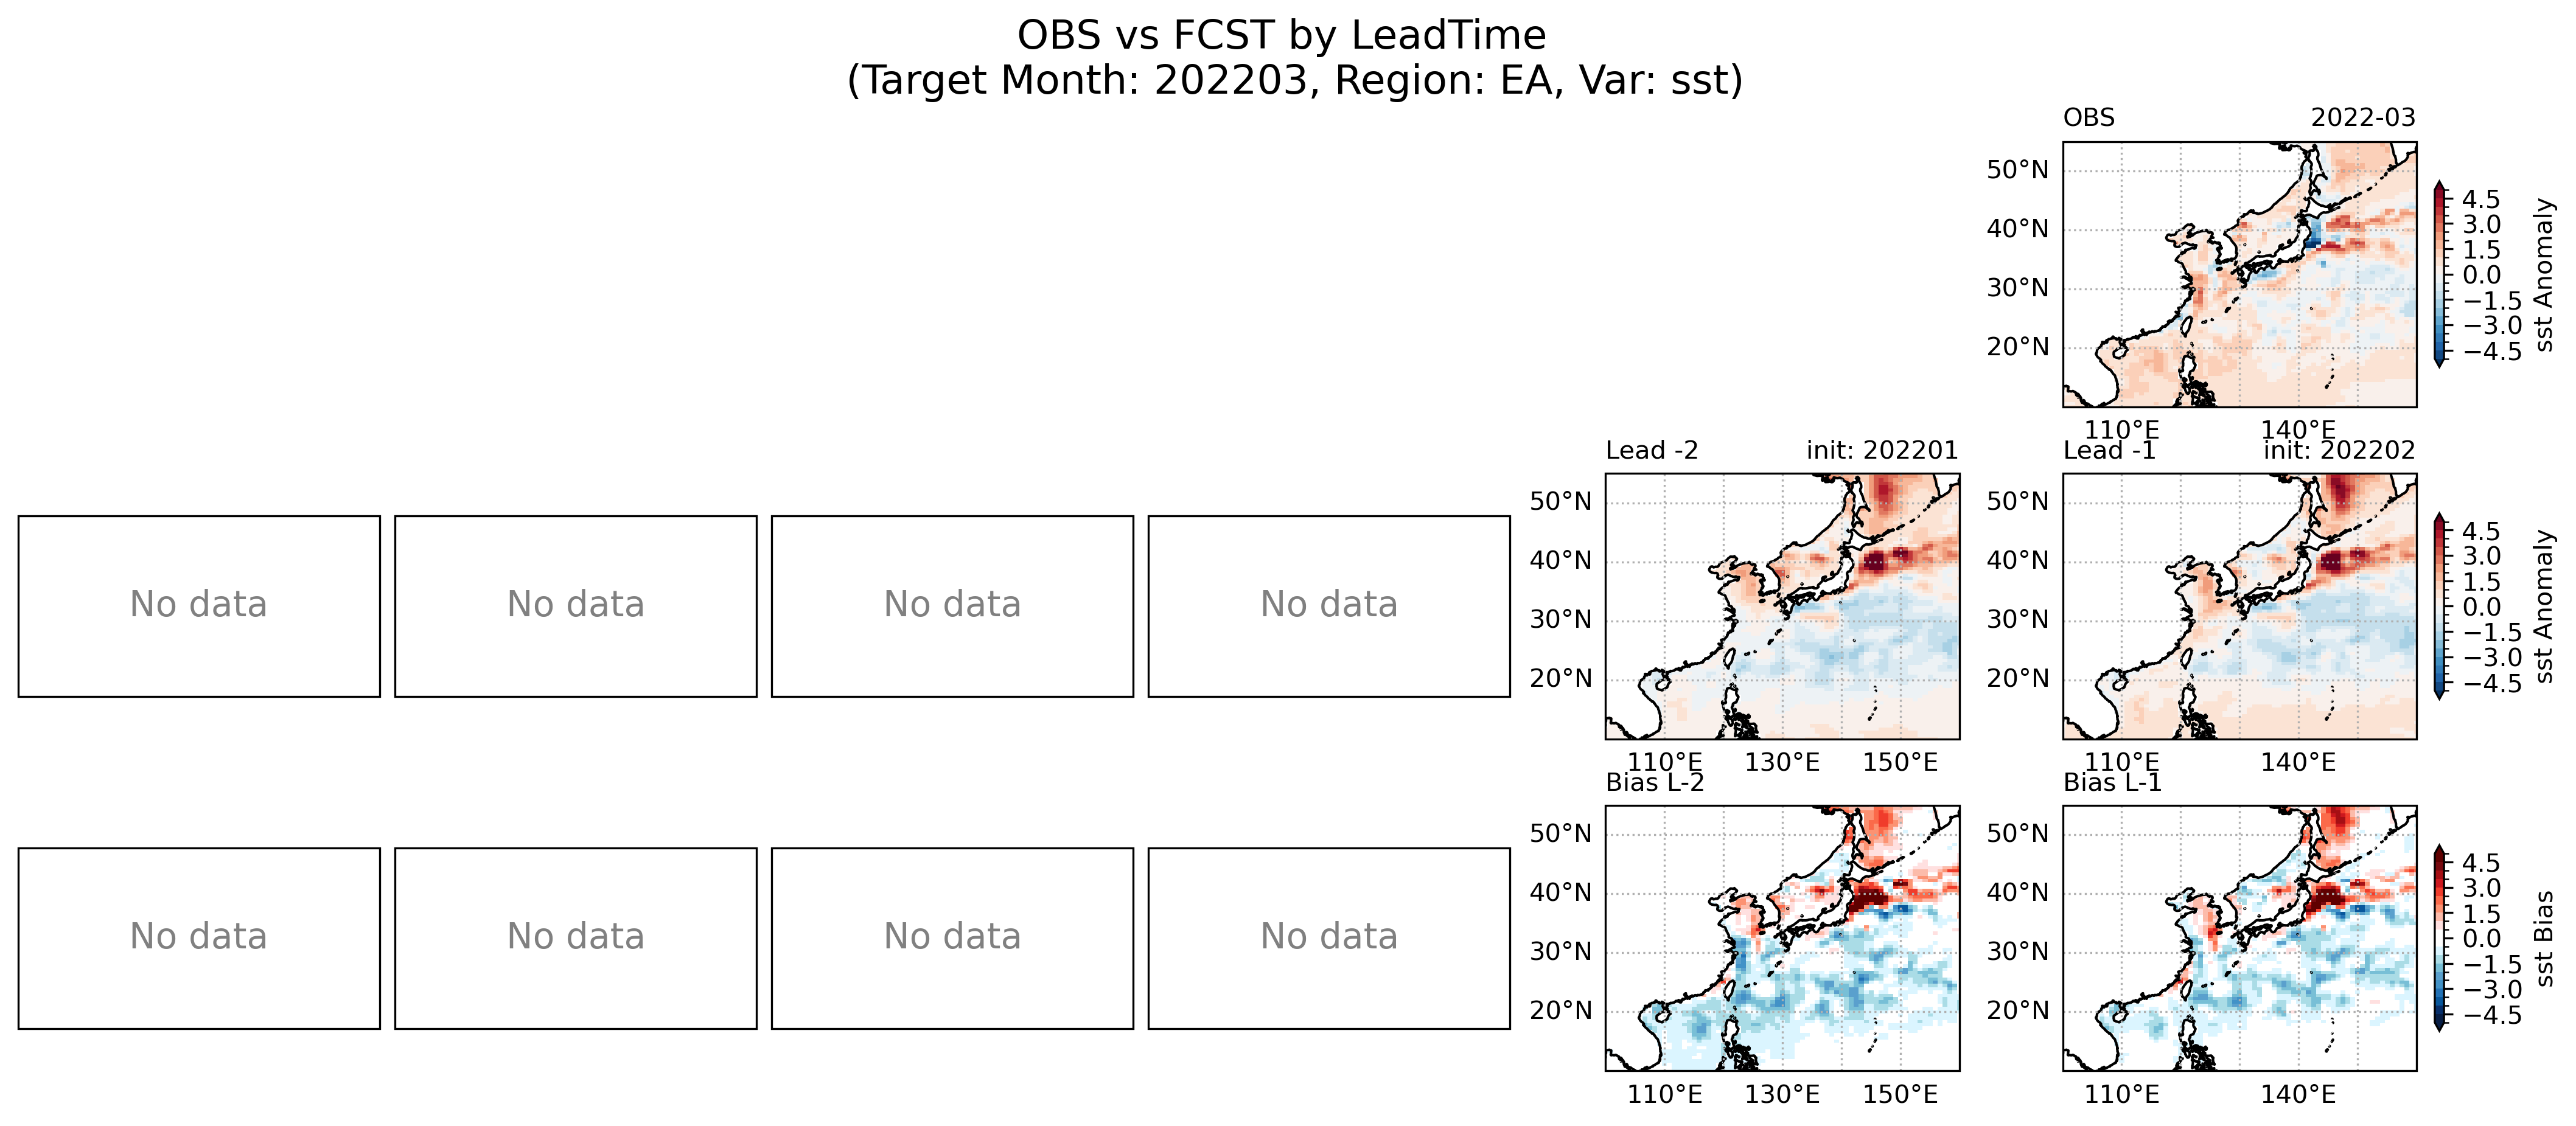 OBS vs FCST by LeadTime
(Target Month: 202203, Region: EA, Var: sst)
OBS 2022-03
50°N
40°N
30°N
20°N
110°E 140°E
4.5
3.0
1.5
0.0
−1.5
−3.0
−4.5
sst Anomaly
No data
No data
No data
No data
Lead -2 init: 202201
50°N
40°N
30°N
20°N
110°E 130°E 150°E
Lead -1 init: 202202
50°N
40°N
30°N
20°N
110°E 140°E
4.5
3.0
1.5
0.0
−1.5
−3.0
−4.5
sst Anomaly
No data
No data
No data
No data
Bias L-2
50°N
40°N
30°N
20°N
110°E 130°E 150°E
Bias L-1
50°N
40°N
30°N
20°N
110°E 140°E
4.5
3.0
1.5
0.0
−1.5
−3.0
−4.5
sst Bias